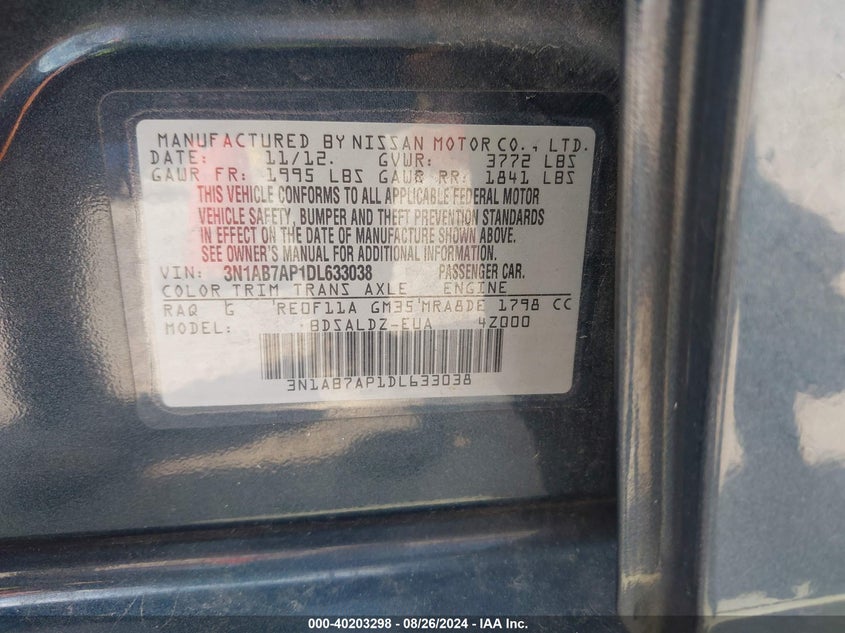 MANUFACTURED BY NISSAN MOTOR CO., LTD.
DATE: 11/12. GVWR: 3772 LBS
GAWR FR: 1995 LBS GAWR RR: 1841 LBS
THIS VEHICLE CONFORMS TO ALL APPLICABLE FEDERAL MOTOR
VEHICLE SAFETY, BUMPER AND THEFT PREVENTION STANDARDS
IN EFFECT ON THE DATE OF MANUFACTURE SHOWN ABOVE.
SEE OWNER'S MANUAL FOR ADDITIONAL INFORMATION.
VIN: 3N1AB7AP1DL633038 PASSENGER CAR.
COLOR TRIM TRANS AXLE ENGINE
RAQ G RE0F11A GM35 MRA8DE 1798 CC
MODEL: BDSALDZ-EUA 4Z000
3N1AB7AP1DL633038
000-40203298 - 08/26/2024 - IAA Inc.